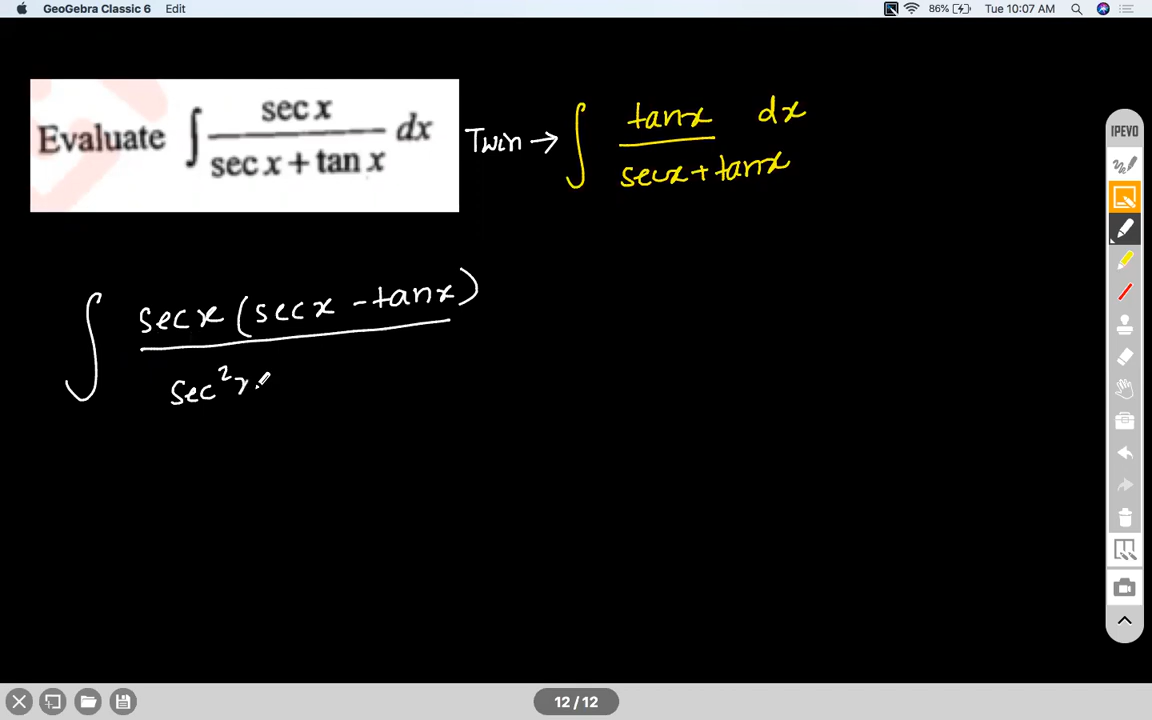 GeoGebra Classic 6 Edit 86% Tue 10:07 AM
Evaluate ∫ sec x / (sec x + tan x) dx
Twin → ∫ tanx / (secx + tanx) dx
IPEVO
∫ secx (secx - tanx)
sec²x
12 / 12